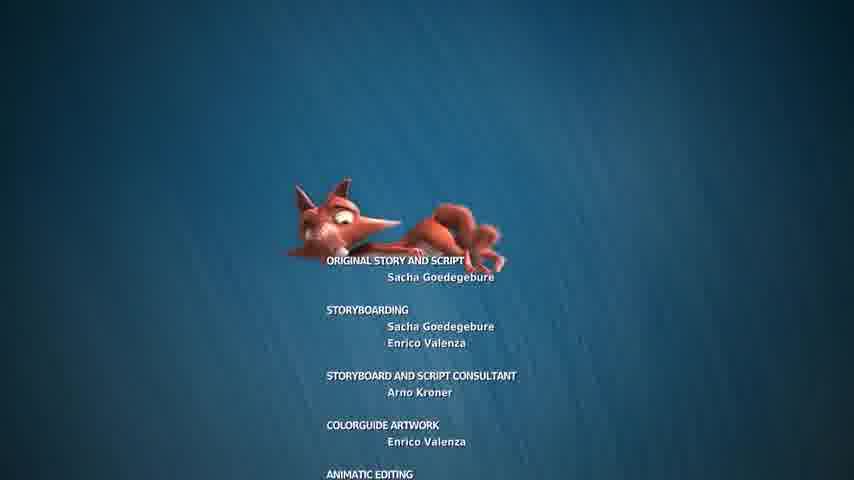 ORIGINAL STORY AND SCRIPT
Sacha Goedegebure
STORYBOARDING
Sacha Goedegebure
Enrico Valenza
STORYBOARD AND SCRIPT CONSULTANT
Arno Kroner
COLORGUIDE ARTWORK
Enrico Valenza
ANIMATIC EDITING